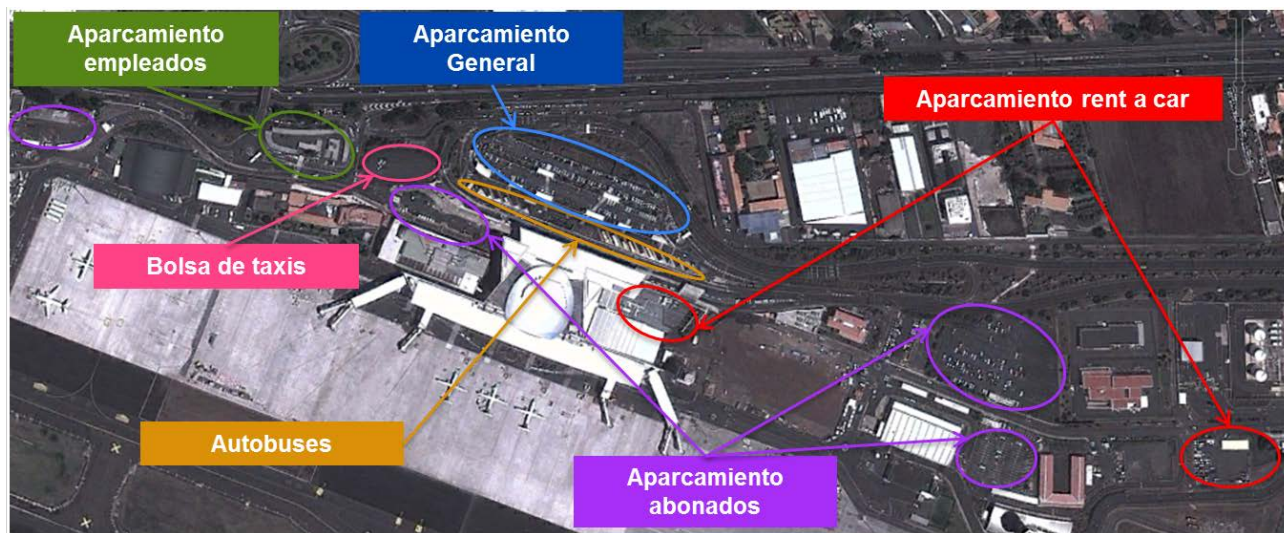 Aparcamiento
empleados
Aparcamiento
General
Aparcamiento rent a car
Bolsa de taxis
Autobuses
Aparcamiento
abonados